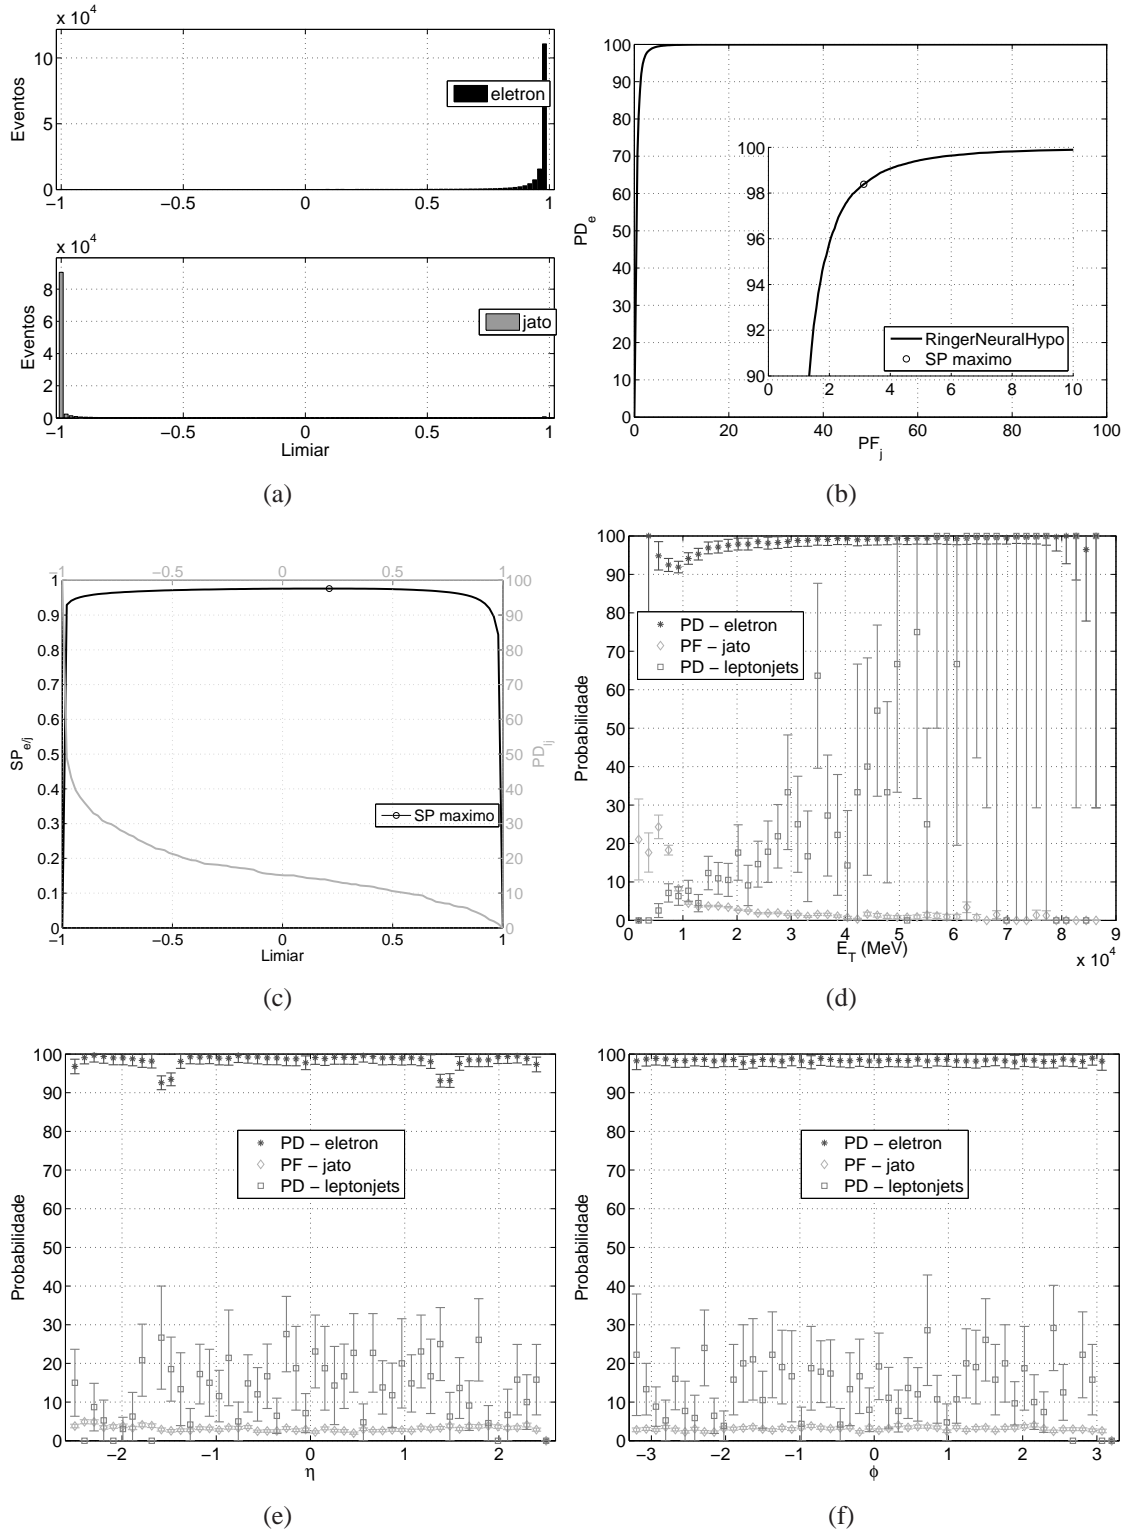 x 10^4
10
5
0
Eventos
eletron
−1 −0.5 0 0.5 1
x 10^4
8
6
4
2
0
Eventos
jato
−1 −0.5 0 0.5 1
Limiar
(a)
100
90
80
70
60
50
40
30
20
10
0
PD_e
100
98
96
94
92
90
0 2 4 6 8 10
RingerNeuralHypo
SP maximo
0 20 40 60 80 100
PF_j
(b)
−1 −0.5 0 0.5 1
1
0.9
0.8
0.7
0.6
0.5
0.4
0.3
0.2
0.1
0
SP_e/j
100
90
80
70
60
50
40
30
20
10
0
PD_lj
SP maximo
−1 −0.5 0 0.5 1
Limiar
(c)
100
90
80
70
60
50
40
30
20
10
0
Probabilidade
PD − eletron
PF − jato
PD − leptonjets
0 1 2 3 4 5 6 7 8 9
E_T (MeV)
x 10^4
(d)
100
90
80
70
60
50
40
30
20
10
0
Probabilidade
PD − eletron
PF − jato
PD − leptonjets
−2 −1 0 1 2
η
(e)
100
90
80
70
60
50
40
30
20
10
0
Probabilidade
PD − eletron
PF − jato
PD − leptonjets
−3 −2 −1 0 1 2 3
ϕ
(f)